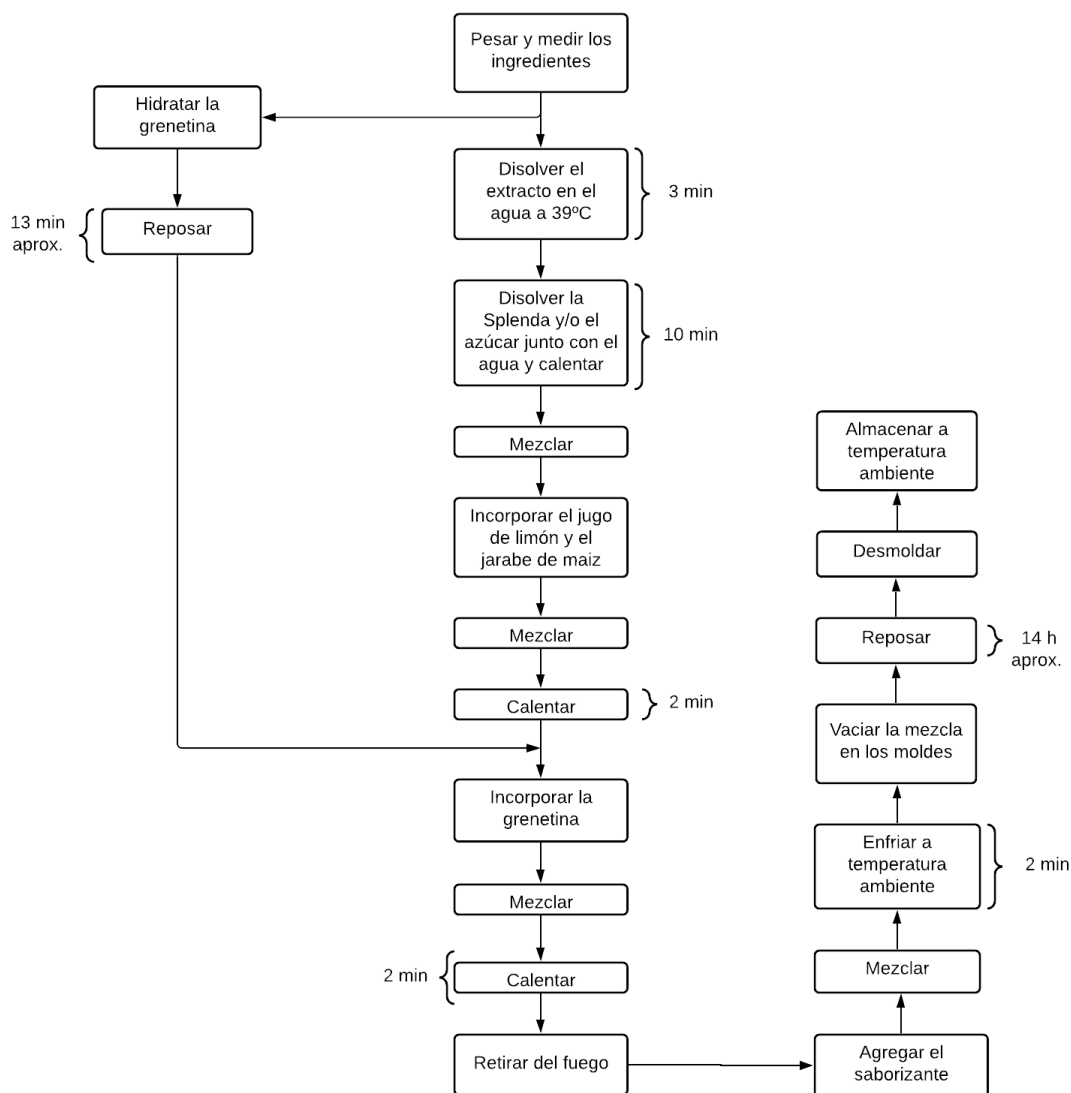 Pesar y medir los
ingredientes
Hidratar la
grenetina
Reposar
13 min
aprox.
Disolver el
extracto en el
agua a 39ºC
3 min
Disolver la
Splenda y/o el
azúcar junto con el
agua y calentar
10 min
Mezclar
Incorporar el jugo
de limón y el
jarabe de maiz
Mezclar
Calentar
2 min
Incorporar la
grenetina
Mezclar
Calentar
2 min
Retirar del fuego
Agregar el
saborizante
Mezclar
Enfriar a
temperatura
ambiente
2 min
Vaciar la mezcla
en los moldes
Reposar
14 h
aprox.
Desmoldar
Almacenar a
temperatura
ambiente